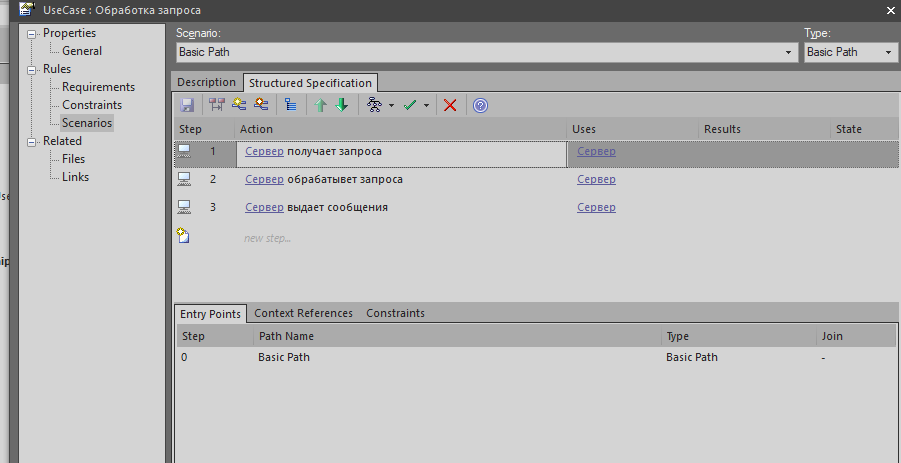 UseCase : Обработка запроса
Properties
General
Rules
Requirements
Constraints
Scenarios
Related
Files
Links
Scenario: Type:
Basic Path Basic Path
Description Structured Specification
Step Action Uses Results State
1 Сервер получает запроса Сервер
2 Сервер обрабатывет запроса Сервер
3 Сервер выдает сообщения Сервер
new step...
Entry Points Context References Constraints
Step Path Name Type Join
0 Basic Path Basic Path -